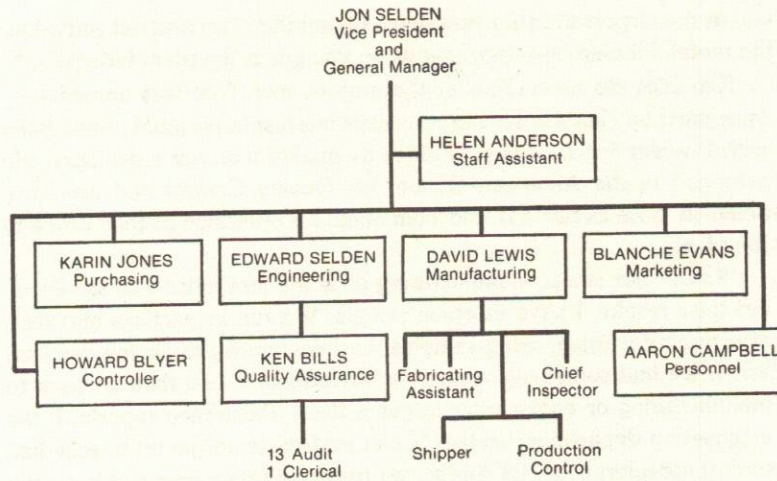 JON SELDEN
Vice President
and
General Manager
HELEN ANDERSON
Staff Assistant
KARIN JONES
Purchasing
EDWARD SELDEN
Engineering
DAVID LEWIS
Manufacturing
BLANCHE EVANS
Marketing
HOWARD BLYER
Controller
KEN BILLS
Quality Assurance
Fabricating
Assistant
Chief
Inspector
AARON CAMPBELL
Personnel
13 Audit
1 Clerical
Shipper
Production
Control